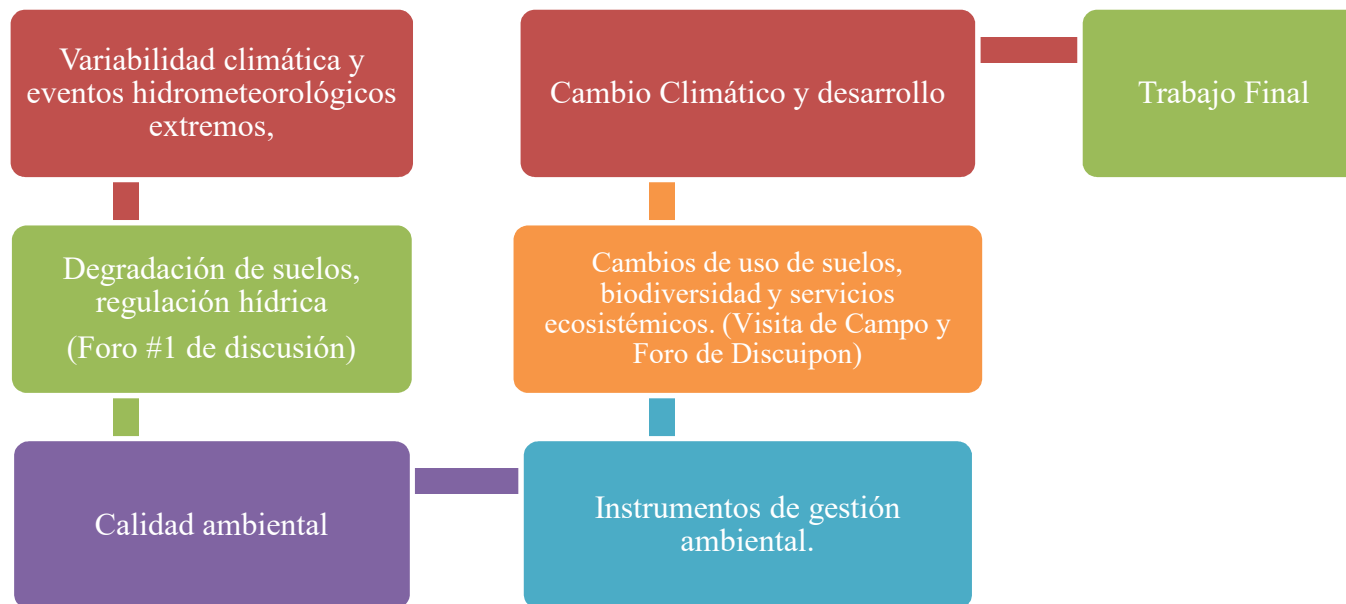 Variabilidad climática y
eventos hidrometeorológicos
extremos,
Degradación de suelos,
regulación hídrica
(Foro #1 de discusión)
Calidad ambiental
Instrumentos de gestión
ambiental.
Cambios de uso de suelos,
biodiversidad y servicios
ecosistémicos. (Visita de Campo y
Foro de Discuipon)
Cambio Climático y desarrollo
Trabajo Final